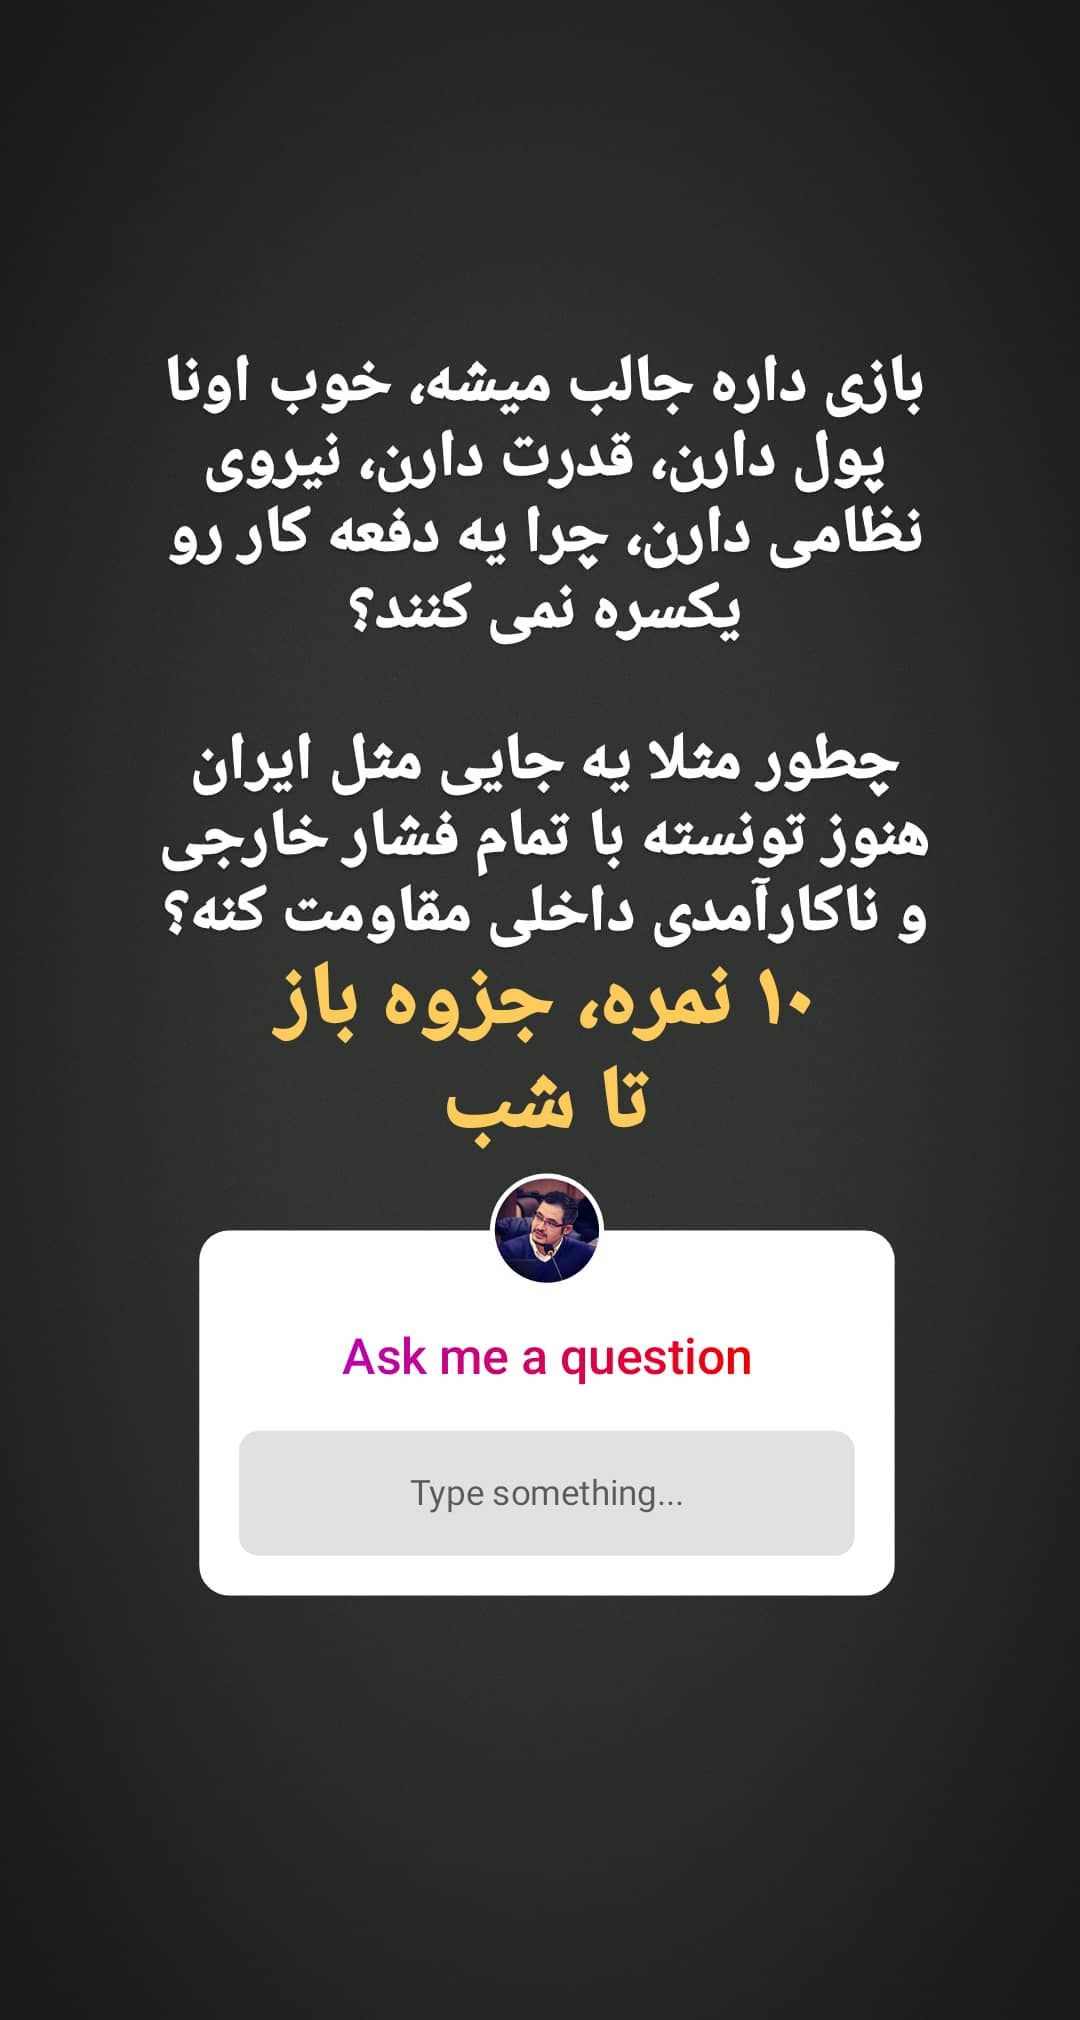 بازی داره جالب میشه، خوب اونا
پول دارن، قدرت دارن، نیروی
نظامی دارن، چرا یه دفعه کار رو
یکسره نمی کنند؟
چطور مثلا یه جایی مثل ایران
هنوز تونسته با تمام فشار خارجی
و ناکارآمدی داخلی مقاومت کنه؟
۱۰ نمره، جزوه باز
تا شب
Ask me a question
Type something...